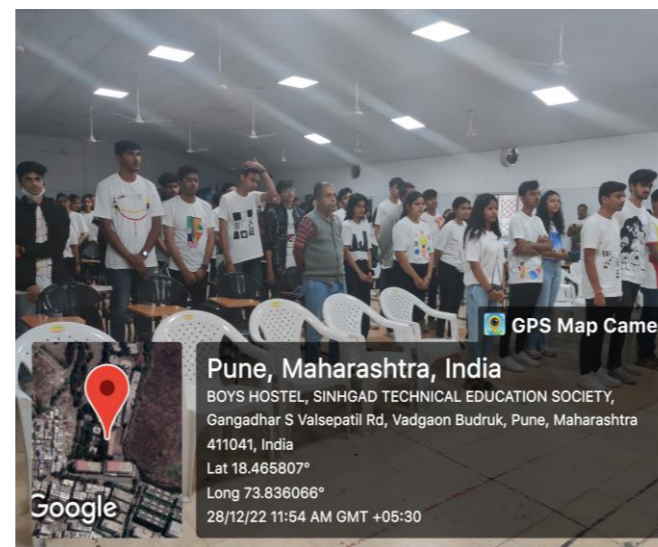 GPS Map Came
Pune, Maharashtra, India
BOYS HOSTEL, SINHGAD TECHNICAL EDUCATION SOCIETY,
Gangadhar S Valsepatil Rd, Vadgaon Budruk, Pune, Maharashtra
411041, India
Lat 18.465807°
Long 73.836066°
28/12/22 11:54 AM GMT +05:30
Google